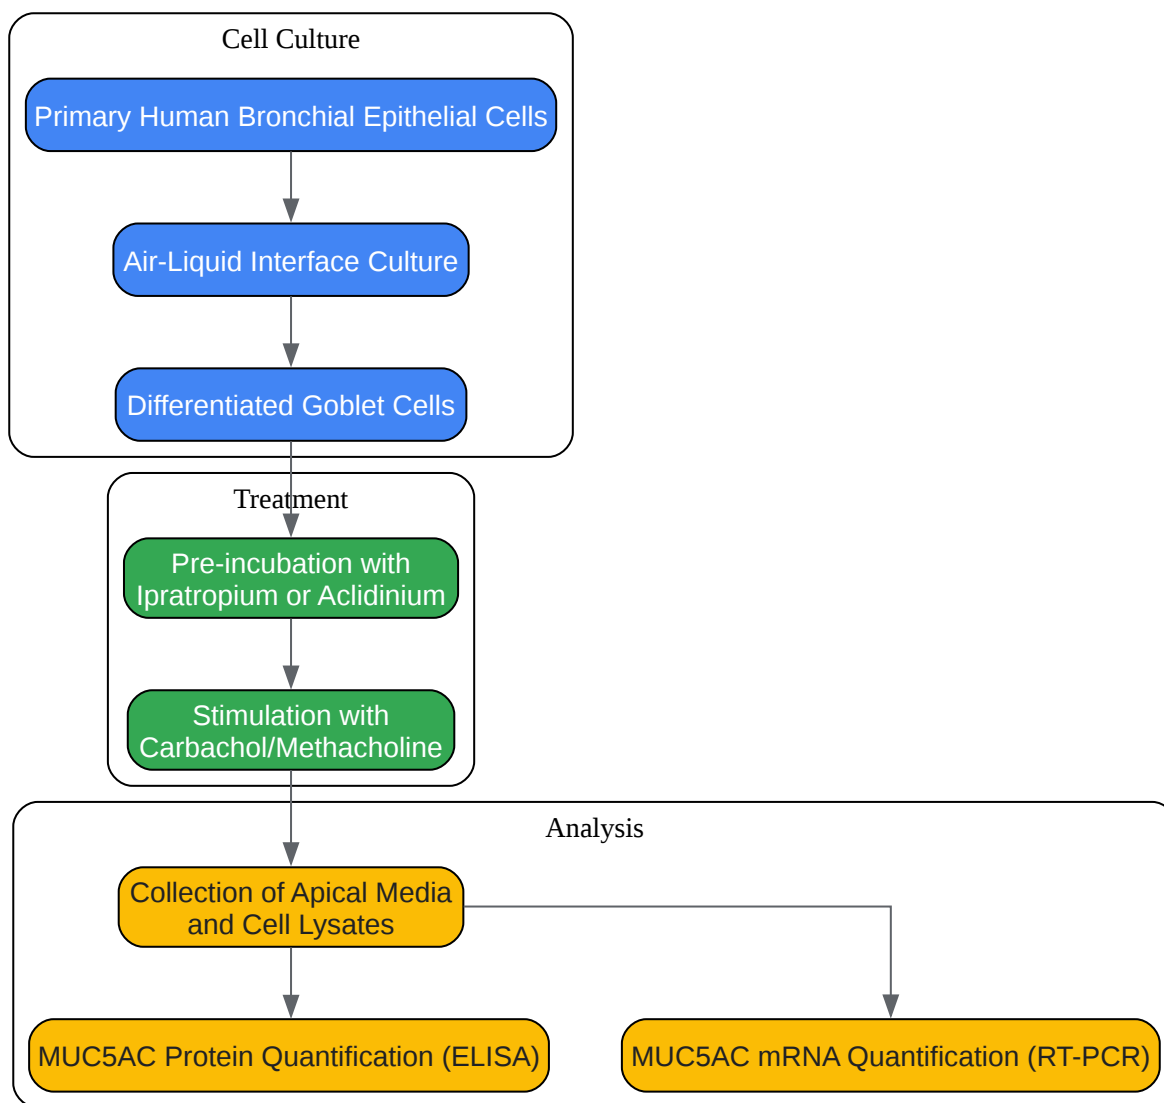 Cell Culture
Primary Human Bronchial Epithelial Cells
Air-Liquid Interface Culture
Differentiated Goblet Cells
Treatment
Pre-incubation with
Ipratropium or Aclidinium
Stimulation with
Carbachol/Methacholine
Analysis
Collection of Apical Media
and Cell Lysates
MUC5AC Protein Quantification (ELISA)
MUC5AC mRNA Quantification (RT-PCR)